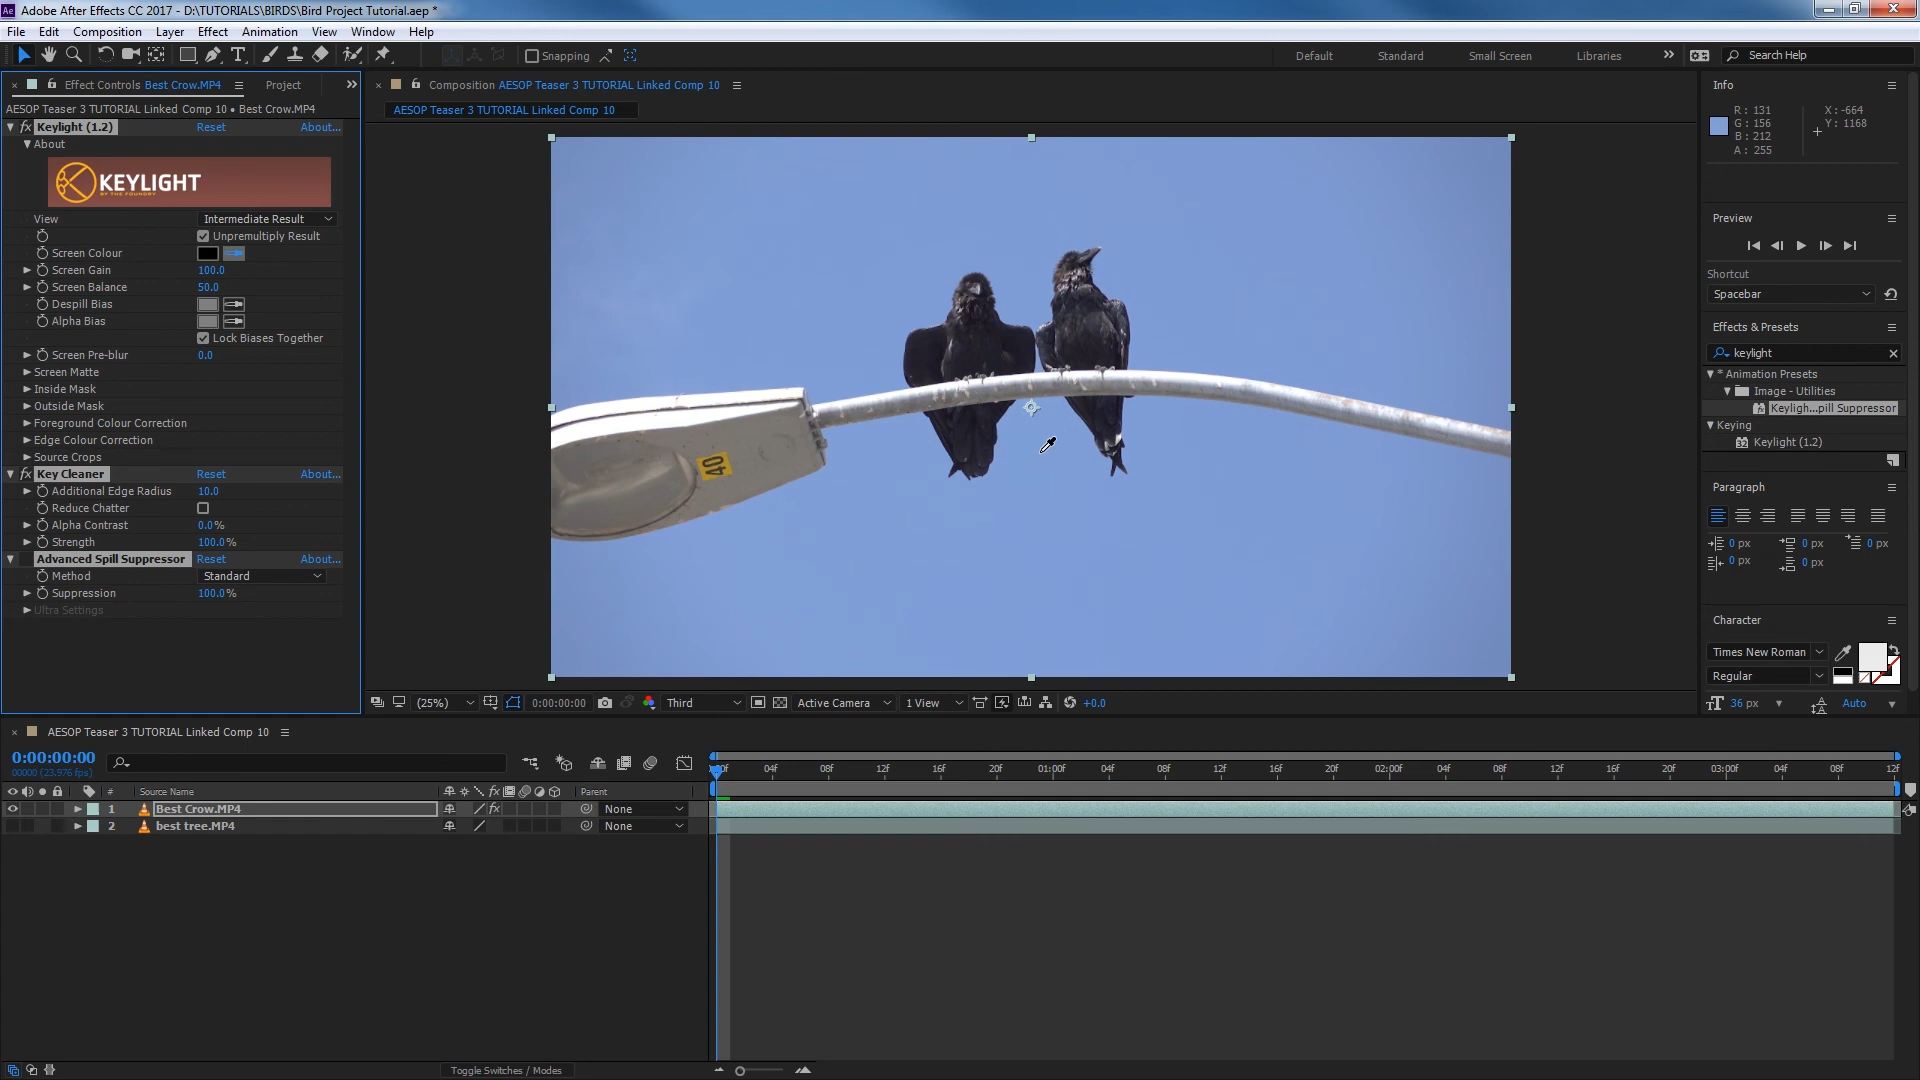 Ae Adobe After Effects CC 2017 - D:\TUTORIALS\BIRDS\Bird Project Tutorial.aep *
File Edit Composition Layer Effect Animation View Window Help
Snapping Default Standard Small Screen Libraries Search Help
Effect Controls Best Crow.MP4 Project
AESOP Teaser 3 TUTORIAL Linked Comp 10 • Best Crow.MP4
fx Keylight (1.2) Reset About...
About
KEYLIGHT
BY THE FOUNDRY
View Intermediate Result
Unpremultiply Result
Screen Colour
Screen Gain 100.0
Screen Balance 50.0
Despill Bias
Alpha Bias
Lock Biases Together
Screen Pre-blur 0.0
Screen Matte
Inside Mask
Outside Mask
Foreground Colour Correction
Edge Colour Correction
Source Crops
fx Key Cleaner Reset
Additional Edge Radius 10.0
Reduce Chatter
Alpha Contrast 0.0%
Strength 100.0%
Advanced Spill Suppressor Reset About...
Method Standard
Suppression 100.0%
Ultra Settings
Composition AESOP Teaser 3 TUTORIAL Linked Comp 10
AESOP Teaser 3 TUTORIAL Linked Comp 10
40
(25%) 0:00:00:00 Third Active Camera 1 View +0.0
Info
R : 131
G : 156
B : 212
A : 255
X : -664
Y : 1168
Preview
Shortcut
Spacebar
Effects & Presets
keylight
* Animation Presets
Image - Utilities
Keyligh...pill Suppressor
Keying
32 Keylight (1.2)
Paragraph
0 px 0 px 0 px
0 px 0 px
Character
Times New Roman
Regular
36 px Auto
AESOP Teaser 3 TUTORIAL Linked Comp 10
0:00:00:00
00000 (23.976 fps)
# Source Name fx Parent
1 Best Crow.MP4 fx None
2 best tree.MP4 None
04f 08f 12f 16f 20f 01:00f 04f 08f 12f 16f 20f 02:00f 04f 08f 12f 16f 20f 03:00f 04f 08f 12f
Toggle Switches / Modes